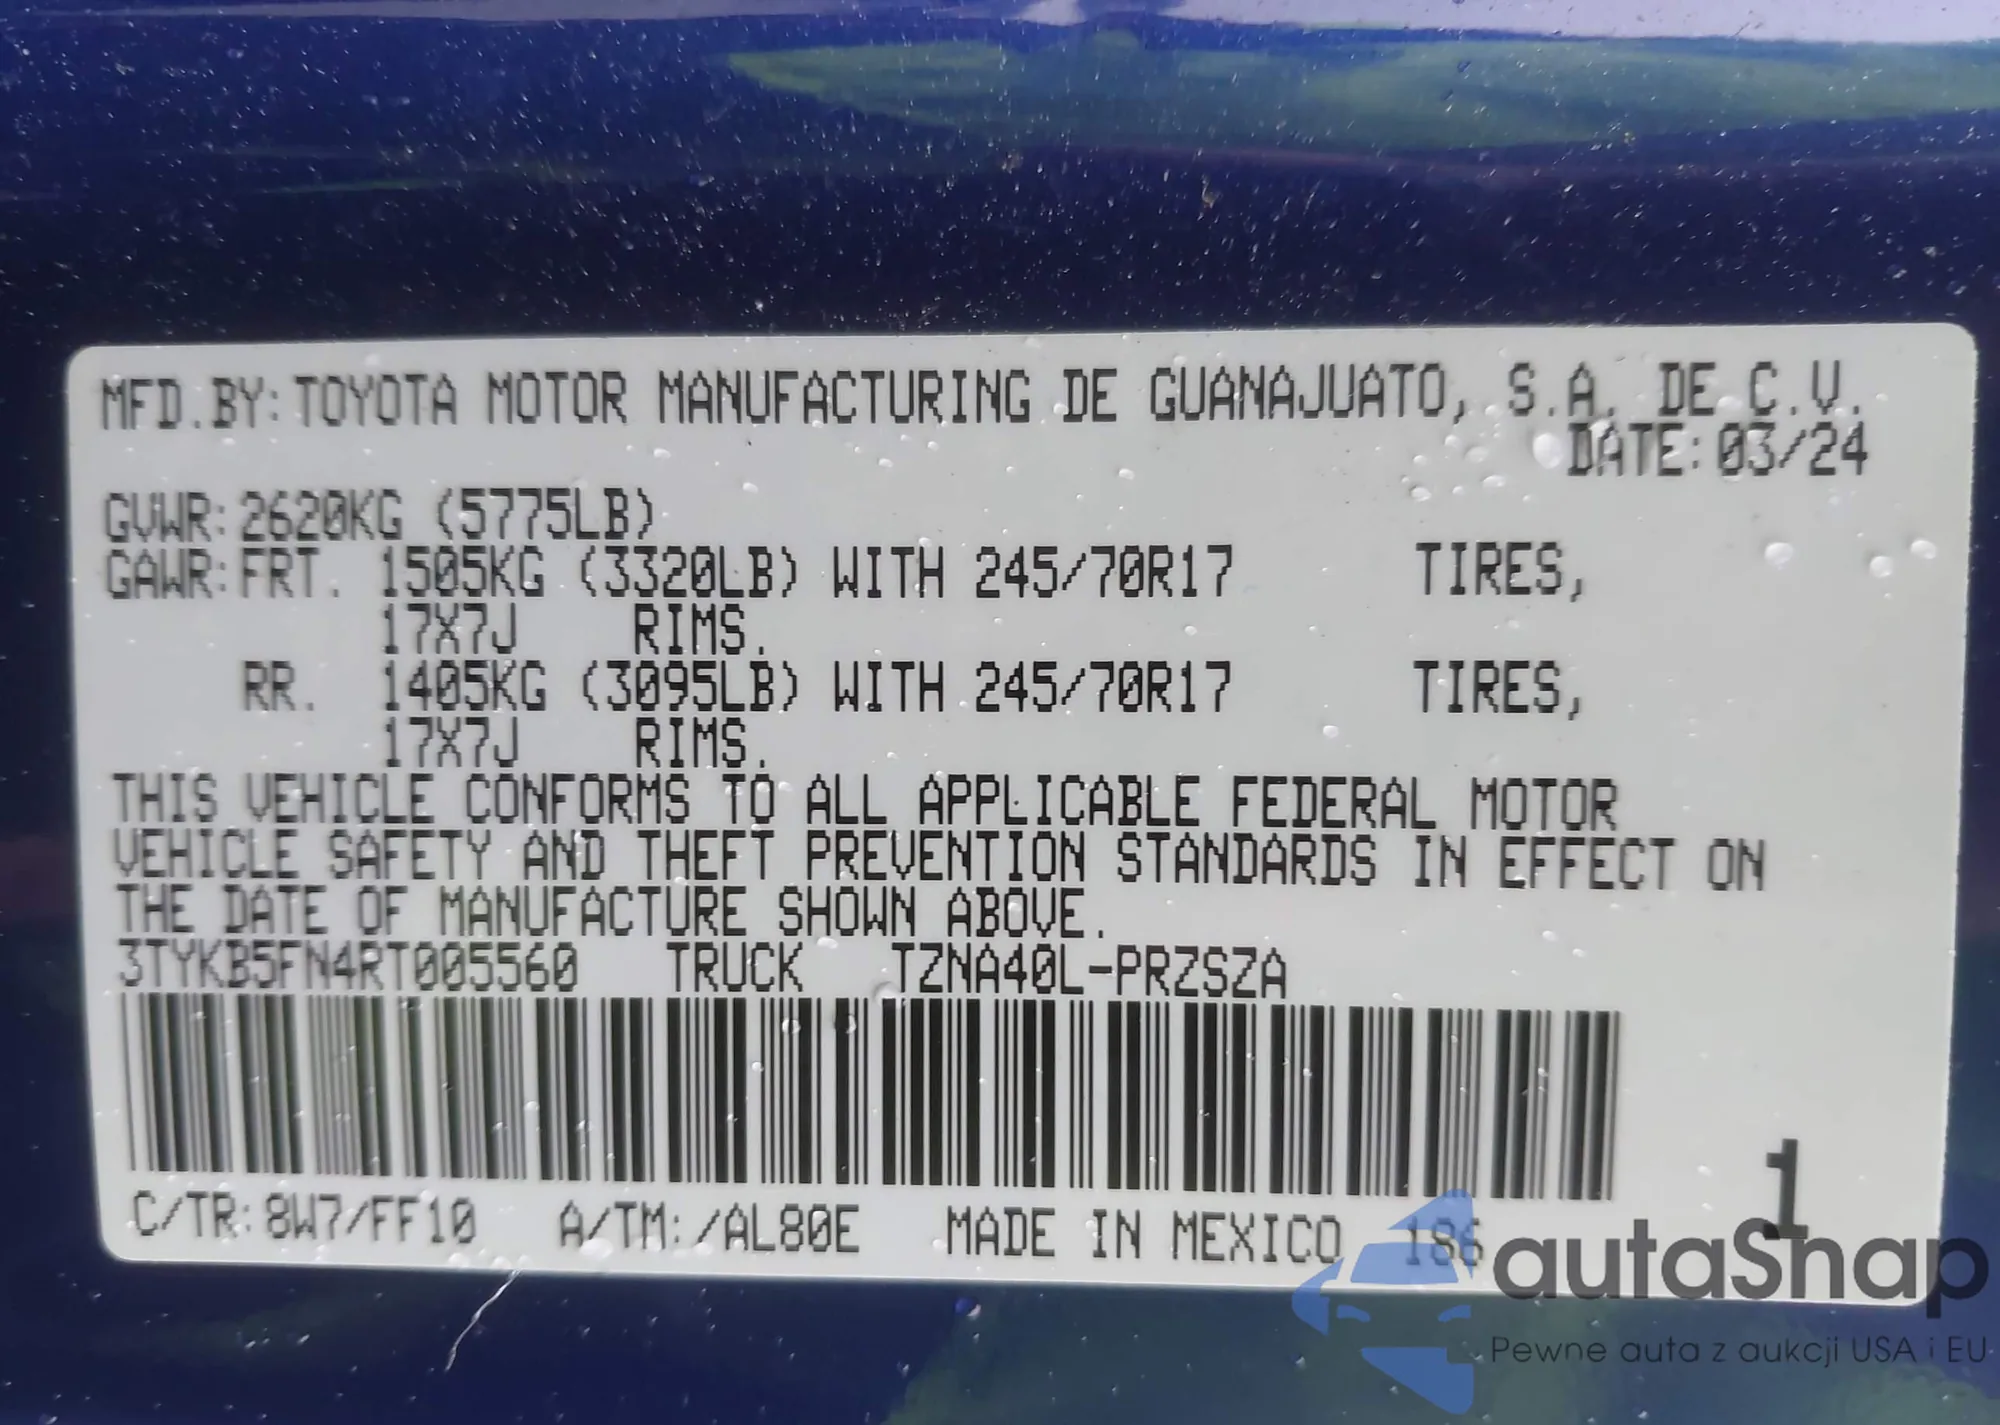 MFD.BY: TOYOTA MOTOR MANUFACTURING DE GUANAJUATO, S.A. DE C.V.
DATE: 03/24
GVWR: 2620KG (5775LB)
GAWR: FRT. 1505KG (3320LB) WITH 245/70R17 TIRES,
17X7J RIMS.
RR. 1405KG (3095LB) WITH 245/70R17 TIRES,
17X7J RIMS.
THIS VEHICLE CONFORMS TO ALL APPLICABLE FEDERAL MOTOR
VEHICLE SAFETY AND THEFT PREVENTION STANDARDS IN EFFECT ON
THE DATE OF MANUFACTURE SHOWN ABOVE.
3TYKB5FN4RT005560 TRUCK TZNA40L-PRZSZA
1
C/TR: 8W7/FF10 A/TM: /AL80E MADE IN MEXICO 186
autaSnap
Pewne auta z aukcji USA i EU